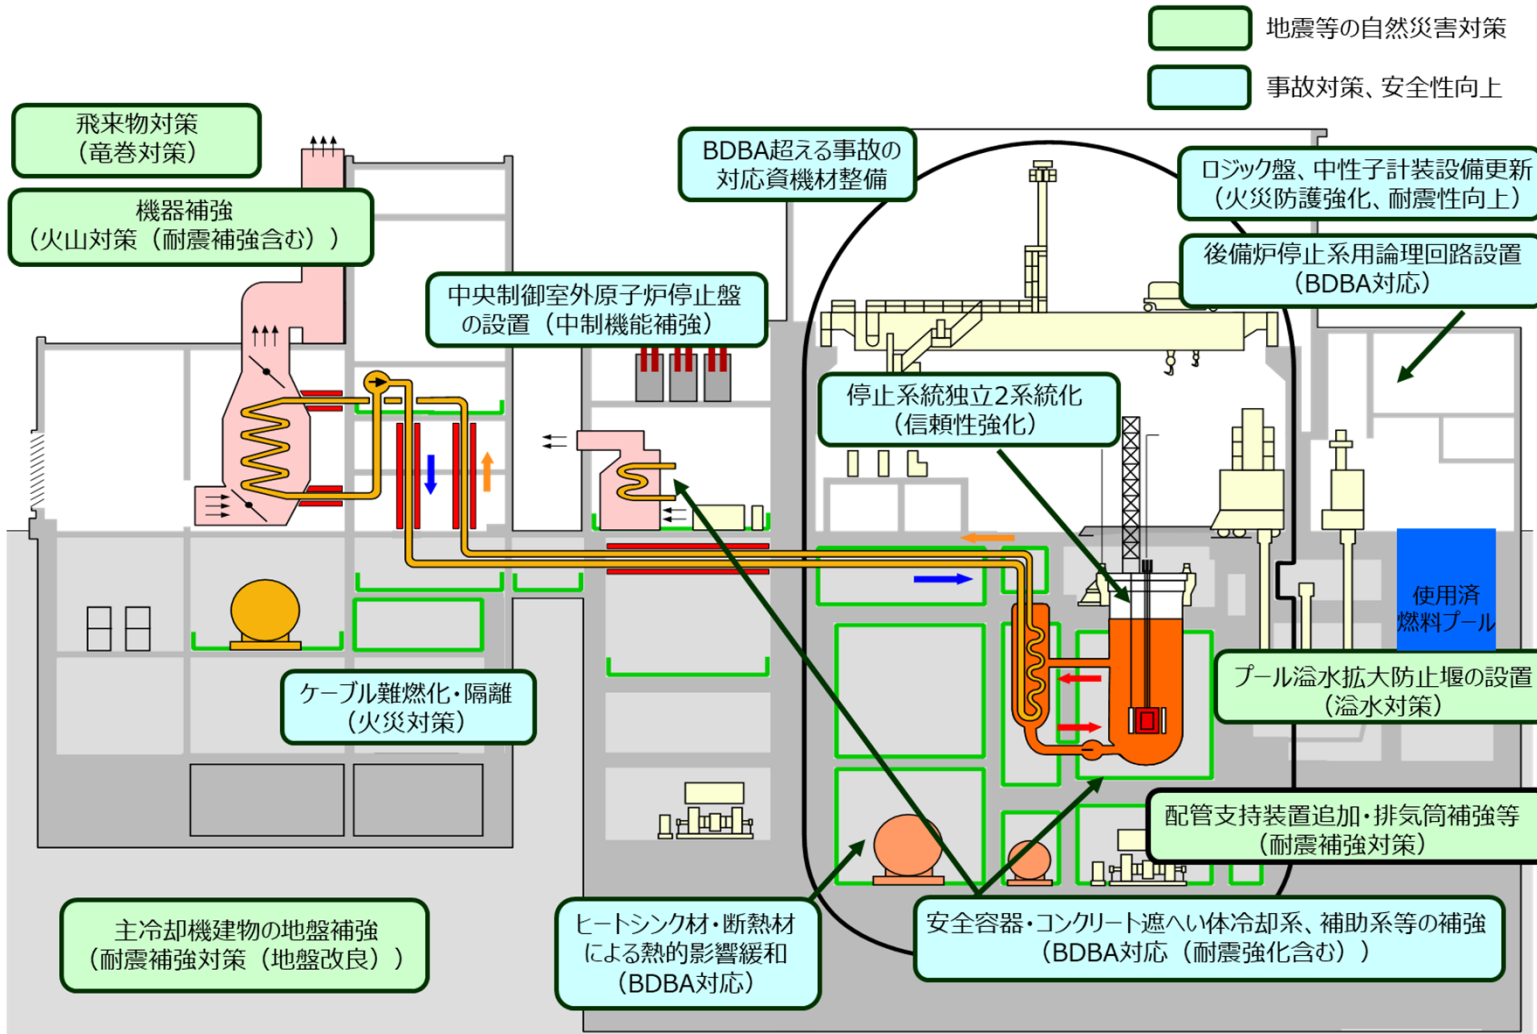 地震等の自然災害対策
事故対策、安全性向上
飛来物対策
（竜巻対策）
機器補強
（火山対策（耐震補強含む））
BDBA超える事故の
対応資機材整備
ロジック盤、中性子計装設備更新
（火災防護強化、耐震性向上）
後備炉停止系用論理回路設置
（BDBA対応）
中央制御室外原子炉停止盤
の設置（中制機能補強）
停止系統独立2系統化
（信頼性強化）
使用済
燃料プール
ケーブル難燃化・隔離
（火災対策）
プール溢水拡大防止堰の設置
（溢水対策）
配管支持装置追加・排気筒補強等
（耐震補強対策）
主冷却機建物の地盤補強
（耐震補強対策（地盤改良））
ヒートシンク材・断熱材
による熱的影響緩和
（BDBA対応）
安全容器・コンクリート遮へい体冷却系、補助系等の補強
（BDBA対応（耐震強化含む））